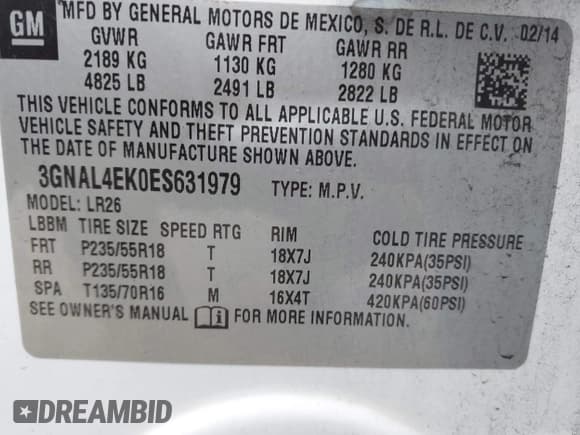 GM MFD BY GENERAL MOTORS DE MEXICO, S. DE R.L. DE C.V. 02/14
GVWR GAWR FRT GAWR RR
2189 KG 1130 KG 1280 KG
4825 LB 2491 LB 2822 LB
THIS VEHICLE CONFORMS TO ALL APPLICABLE U.S. FEDERAL MOTOR
VEHICLE SAFETY AND THEFT PREVENTION STANDARDS IN EFFECT ON
THE DATE OF MANUFACTURE SHOWN ABOVE.
3GNAL4EK0ES631979 TYPE: M.P.V.
MODEL: LR26
LBBM TIRE SIZE SPEED RTG RIM COLD TIRE PRESSURE
FRT P235/55R18 T 18X7J 240KPA(35PSI)
RR P235/55R18 T 18X7J 240KPA(35PSI)
SPA T135/70R16 M 16X4T 420KPA(60PSI)
SEE OWNER'S MANUAL i FOR MORE INFORMATION.
DREAMBID